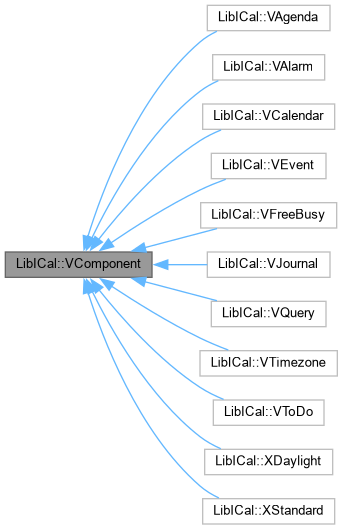 LibICal::VAgenda
LibICal::VAlarm
LibICal::VCalendar
LibICal::VEvent
LibICal::VFreeBusy
LibICal::VComponent
LibICal::VJournal
LibICal::VQuery
LibICal::VTimezone
LibICal::VToDo
LibICal::XDaylight
LibICal::XStandard